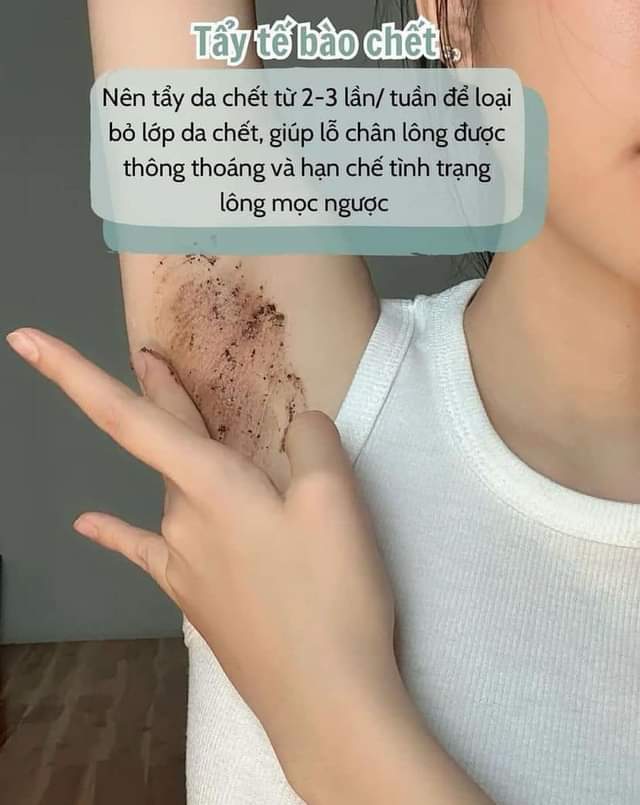 Tẩy tế bào chết
Nên tẩy da chết từ 2-3 lần/ tuần để loại
bỏ lớp da chết, giúp lỗ chân lông được
thông thoáng và hạn chế tình trạng
lông mọc ngược